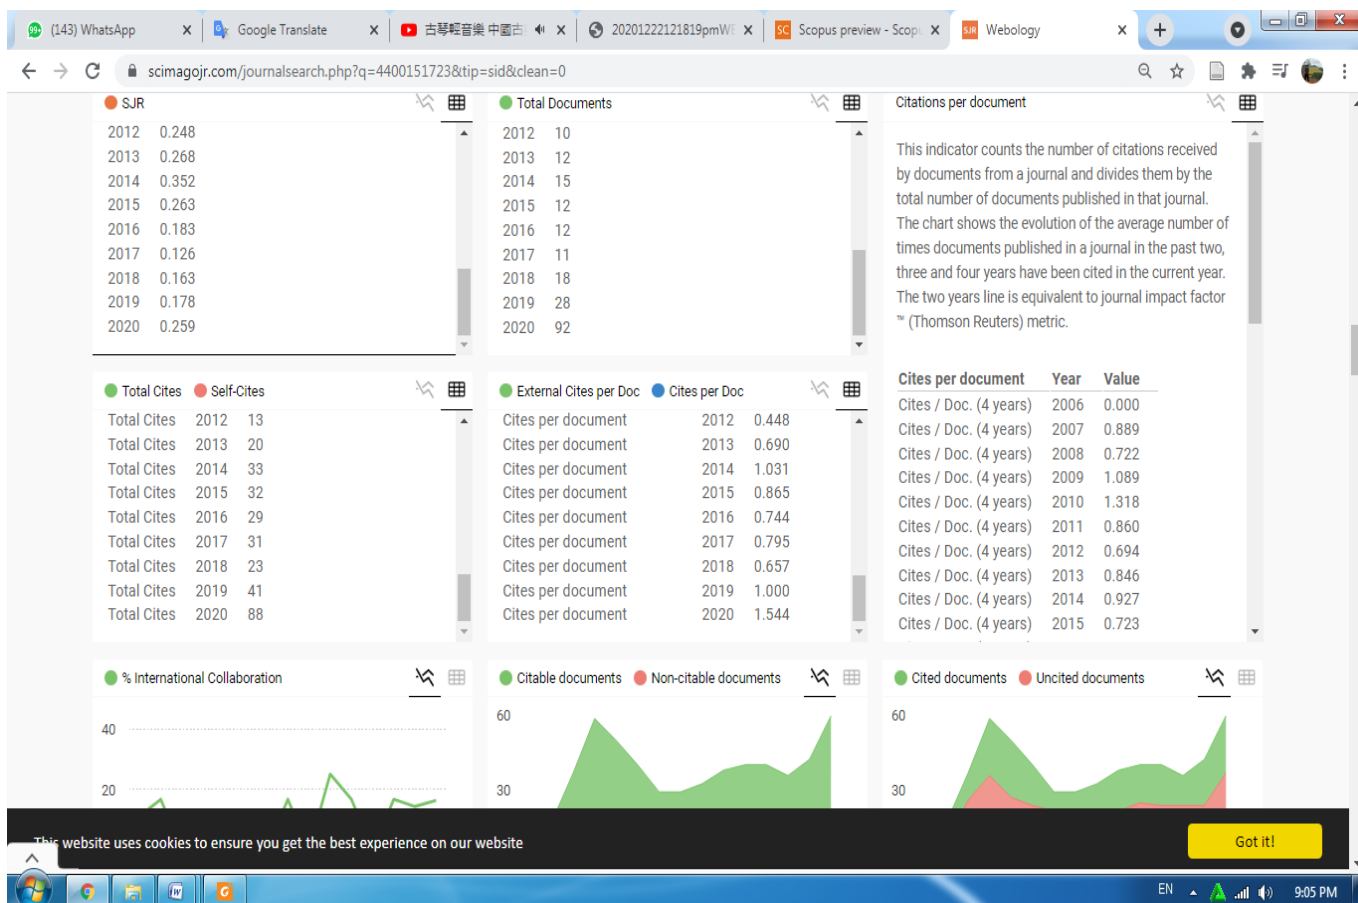 (143) WhatsApp
Google Translate
古琴輕音樂 中國古
20201222121819pmWE
Scopus preview - Scopu
Webology
scimagojr.com/journalsearch.php?q=4400151723&tip=sid&clean=0
SJR
2012 0.248
2013 0.268
2014 0.352
2015 0.263
2016 0.183
2017 0.126
2018 0.163
2019 0.178
2020 0.259
Total Documents
2012 10
2013 12
2014 15
2015 12
2016 12
2017 11
2018 18
2019 28
2020 92
Citations per document
This indicator counts the number of citations received
by documents from a journal and divides them by the
total number of documents published in that journal.
The chart shows the evolution of the average number of
times documents published in a journal in the past two,
three and four years have been cited in the current year.
The two years line is equivalent to journal impact factor
™ (Thomson Reuters) metric.
Cites per document Year Value
Cites / Doc. (4 years) 2006 0.000
Cites / Doc. (4 years) 2007 0.889
Cites / Doc. (4 years) 2008 0.722
Cites / Doc. (4 years) 2009 1.089
Cites / Doc. (4 years) 2010 1.318
Cites / Doc. (4 years) 2011 0.860
Cites / Doc. (4 years) 2012 0.694
Cites / Doc. (4 years) 2013 0.846
Cites / Doc. (4 years) 2014 0.927
Cites / Doc. (4 years) 2015 0.723
Total Cites Self-Cites
Total Cites 2012 13
Total Cites 2013 20
Total Cites 2014 33
Total Cites 2015 32
Total Cites 2016 29
Total Cites 2017 31
Total Cites 2018 23
Total Cites 2019 41
Total Cites 2020 88
External Cites per Doc Cites per Doc
Cites per document 2012 0.448
Cites per document 2013 0.690
Cites per document 2014 1.031
Cites per document 2015 0.865
Cites per document 2016 0.744
Cites per document 2017 0.795
Cites per document 2018 0.657
Cites per document 2019 1.000
Cites per document 2020 1.544
% International Collaboration
40
20
Citable documents Non-citable documents
60
30
Cited documents Uncited documents
60
30
This website uses cookies to ensure you get the best experience on our website
Got it!
EN
9:05 PM